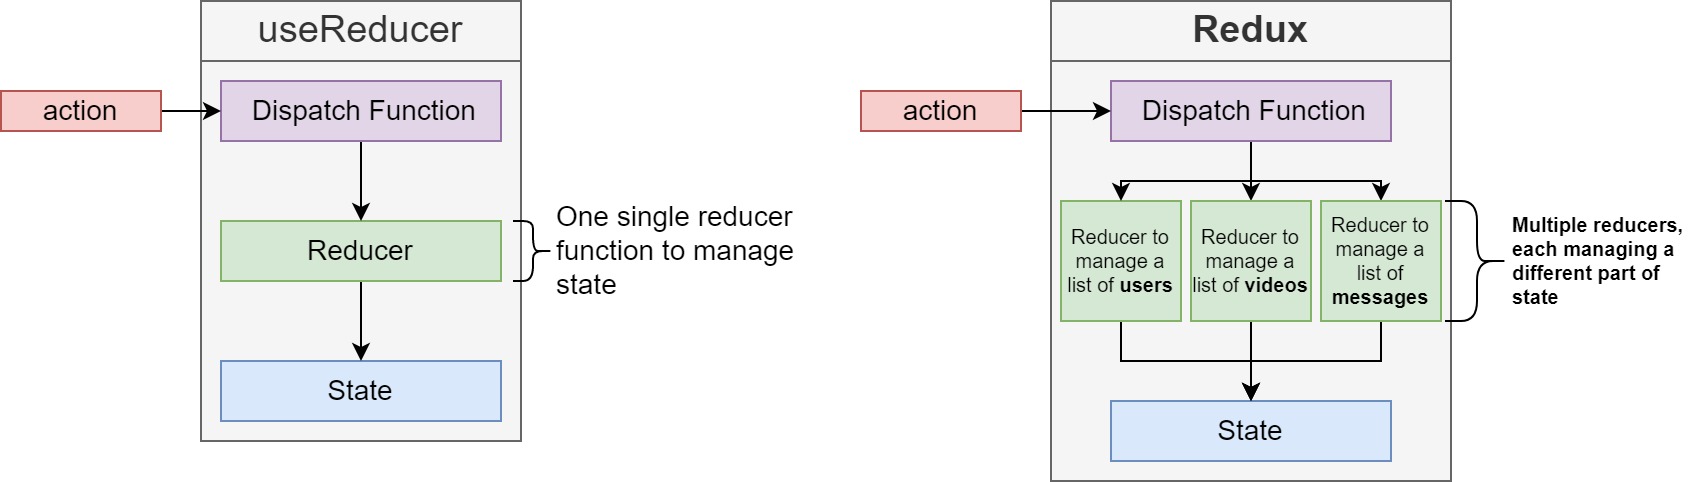 useReducer
action
Dispatch Function
Reducer
One single reducer
function to manage
state
State
Redux
action
Dispatch Function
Reducer to
manage a
list of users
Reducer to
manage a
list of videos
Reducer to
manage a
list of
messages
Multiple reducers,
each managing a
different part of
state
State